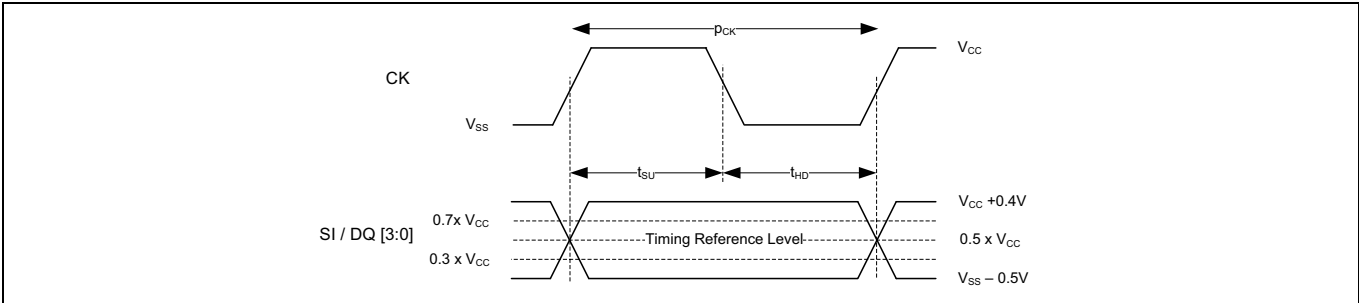 pCK
VCC
CK
VSS
tSU
tHD
VCC +0.4V
0.7x VCC
SI / DQ [3:0]
Timing Reference Level
0.5 x VCC
0.3 x VCC
VSS – 0.5V